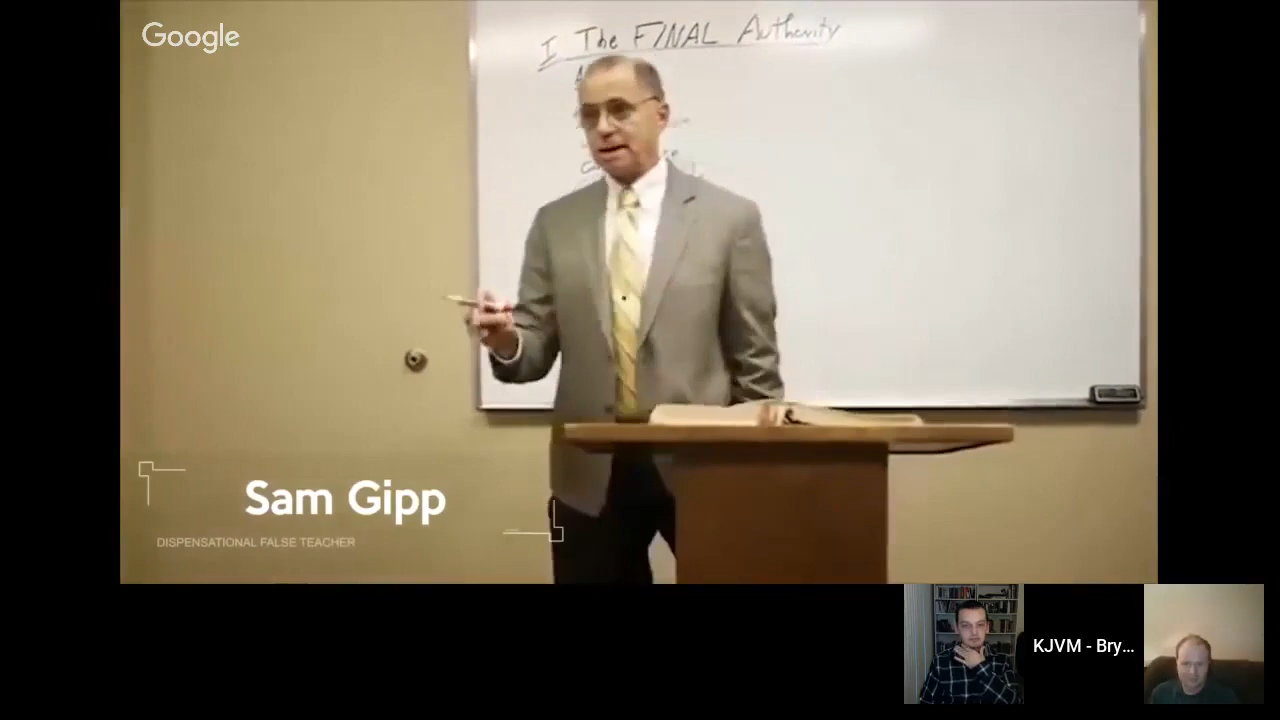 Google
I The FINAL Authority
Sam Gipp
DISPENSATIONAL FALSE TEACHER
KJVM - Bry...